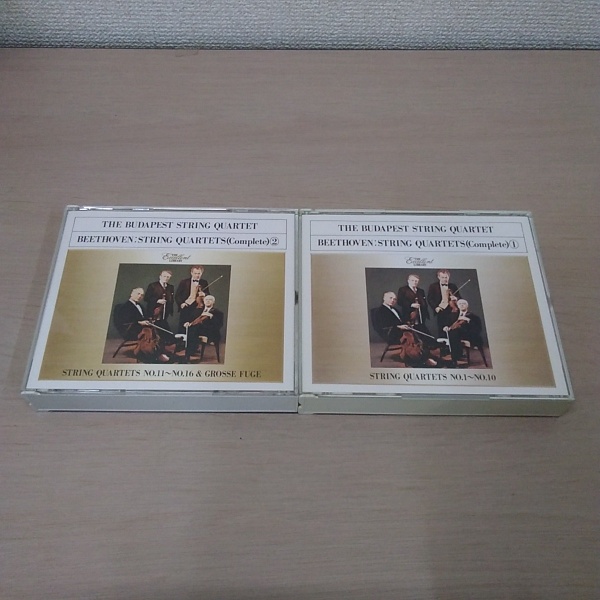 THE BUDAPEST STRING QUARTET
BEETHOVEN:STRING QUARTETS(Complete)②
STRING QUARTETS NO.11~NO.16 & GROSSE FUGE
THE BUDAPEST STRING QUARTET
BEETHOVEN:STRING QUARTETS(Complete)①
STRING QUARTETS NO.1~NO.10